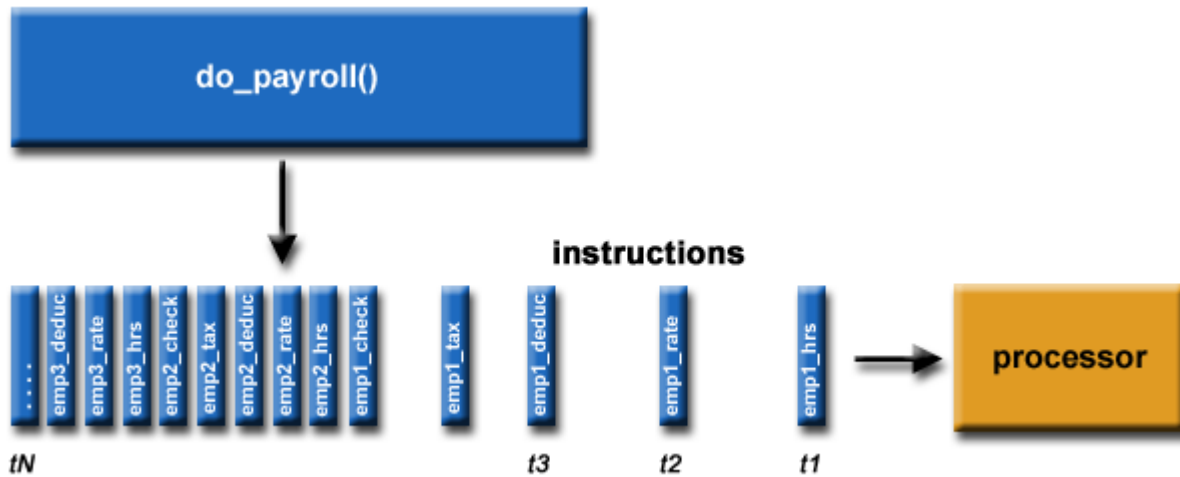 do_payroll()
instructions
....
emp3_deduc
emp3_rate
emp3_hrs
emp2_check
emp2_tax
emp2_deduc
emp2_rate
emp2_hrs
emp1_check
emp1_tax
emp1_deduc
emp1_rate
emp1_hrs
processor
tN
t3
t2
t1